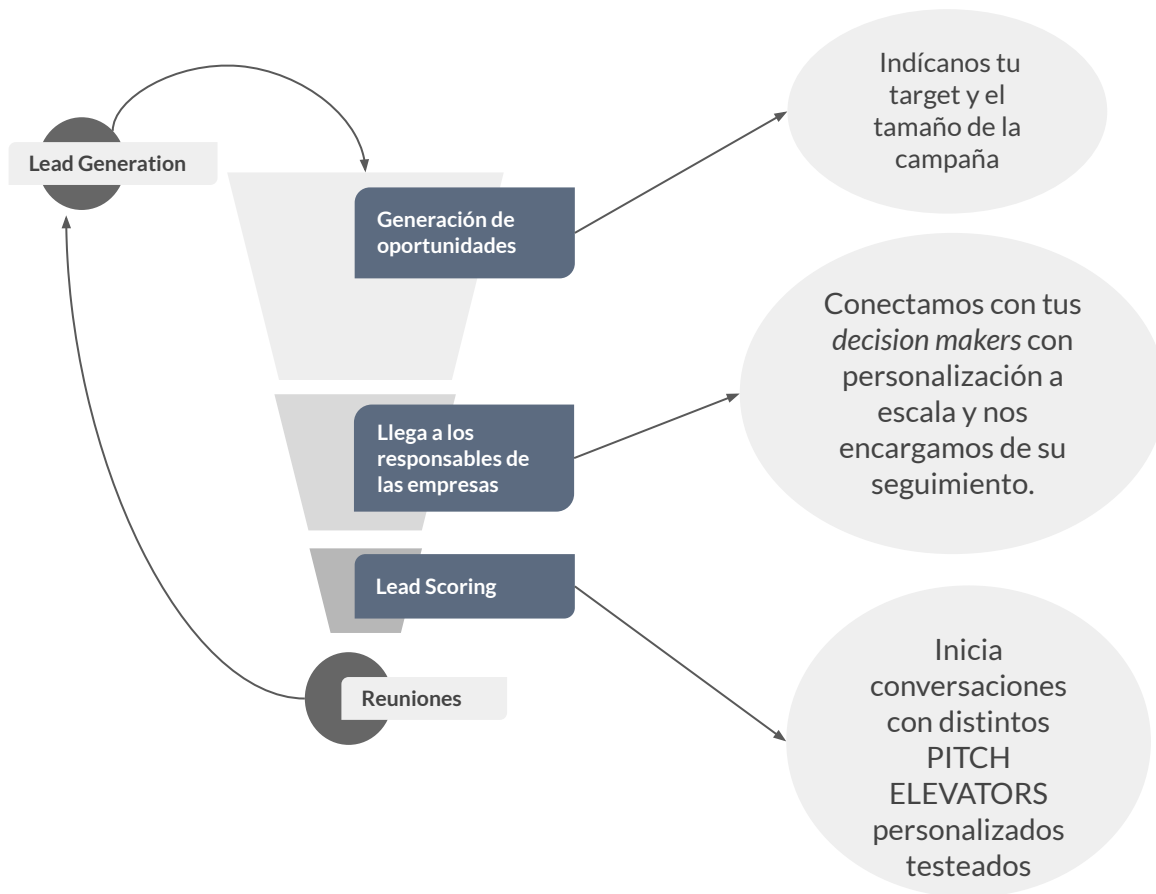 Lead Generation
Generación de
oportunidades
Indícanos tu
target y el
tamaño de la
campaña
Llega a los
responsables de
las empresas
Conectamos con tus
decision makers con
personalización a
escala y nos
encargamos de su
seguimiento.
Lead Scoring
Inicia
conversaciones
con distintos
PITCH
ELEVATORS
personalizados
testeados
Reuniones